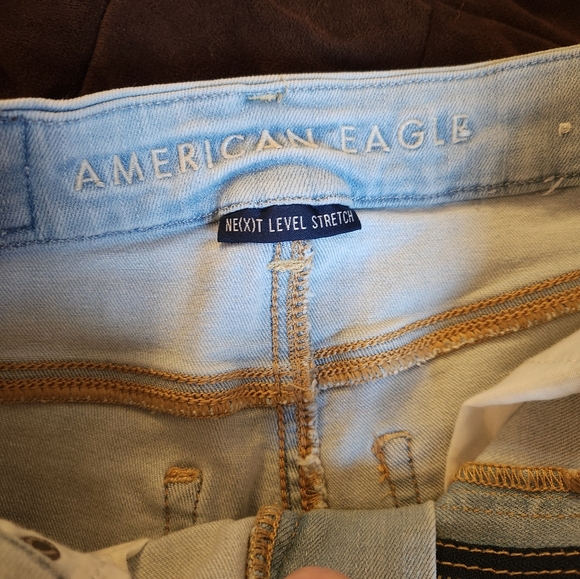 AMERICAN EAGLE
NE(X)T LEVEL STRETCH